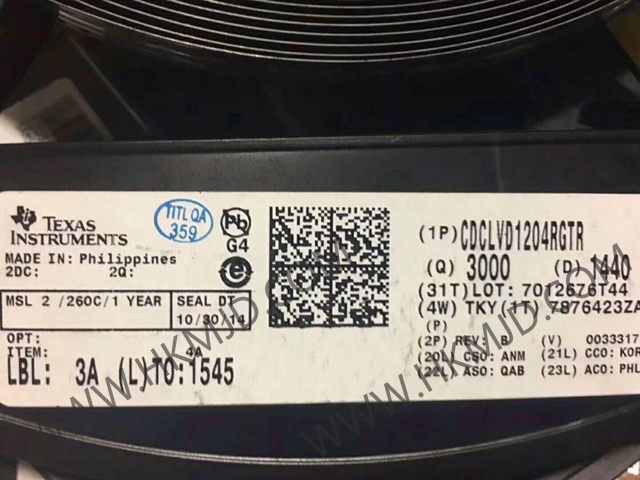 TEXAS
INSTRUMENTS
MADE IN: Philippines
2DC: 2Q:
TITL QA
359
Pb
G4
e
MSL 2 /260C/1 YEAR
SEAL DT
10/30/14
OPT:
ITEM: 4A
LBL: 3A (L)TO:1545
(1P) CDCLVD1204RGTR
(Q) 3000 (D) 1440
(31T)LOT: 7012676T44
(4W) TKY(1T) 7876423ZA
(P)
(2P) REV: B (V) 0033317
(20L) CSO: ANM (21L) CCO: KOR
(22L) ASO: QAB (23L) ACO: PHL
WWW.HKMJD.COM
WWW.HKMJD.COM